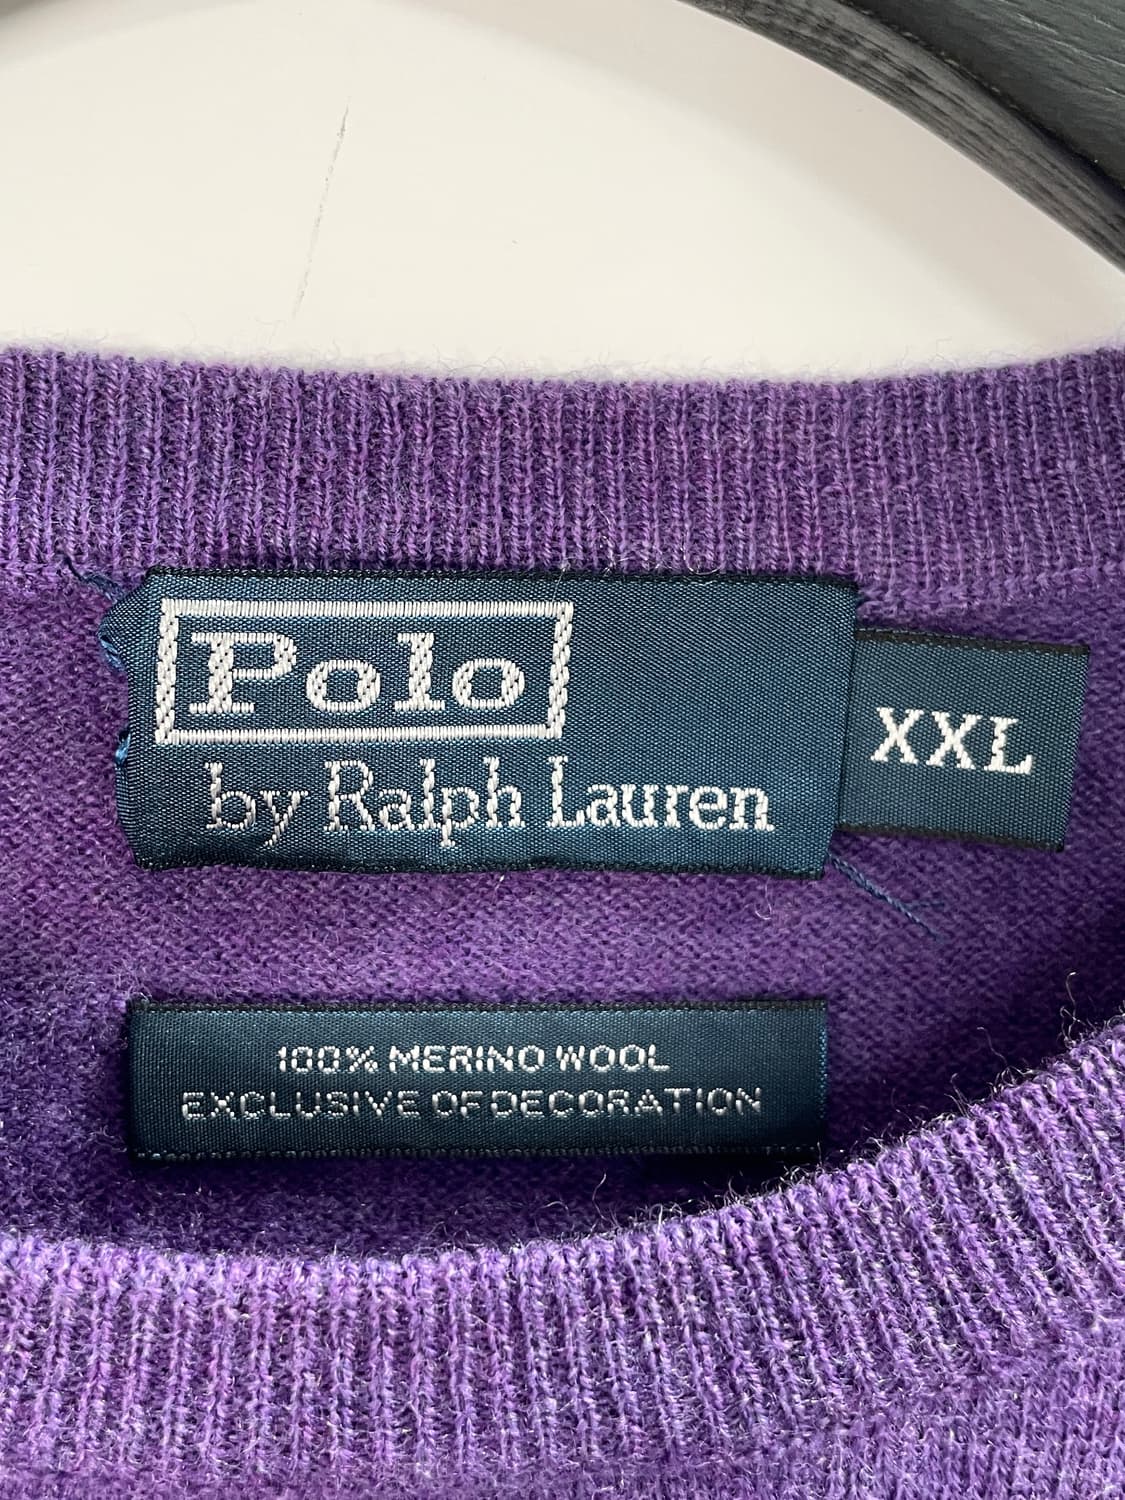 Polo
by Ralph Lauren
XXL
100% MERINO WOOL
EXCLUSIVE OF DECORATION